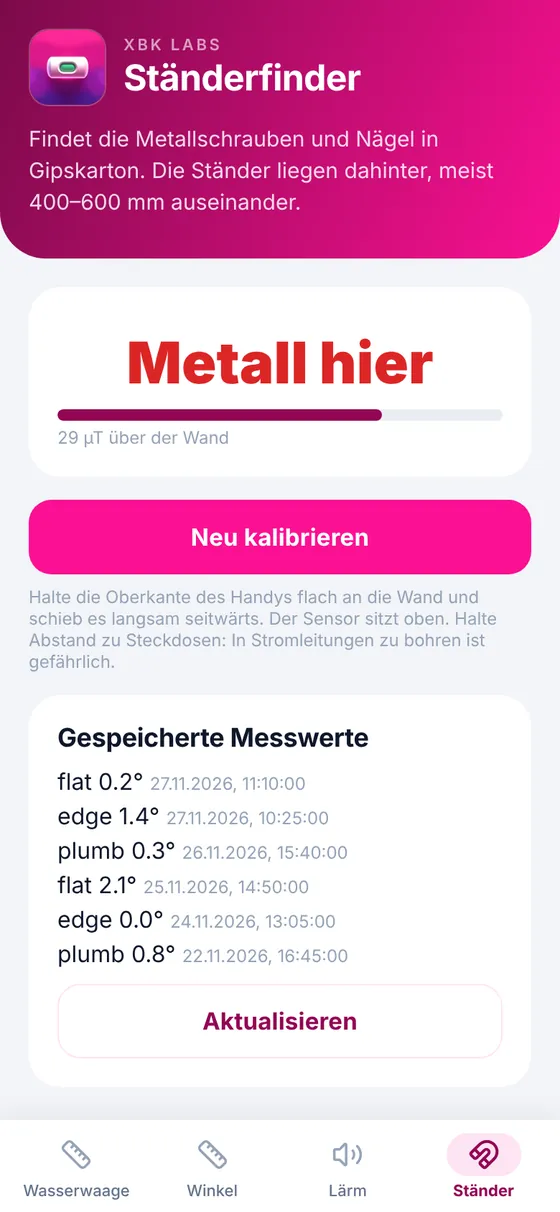 XBK LABS
Ständerfinder
Findet die Metallschrauben und Nägel in
Gipskarton. Die Ständer liegen dahinter, meist
400–600 mm auseinander.
Metall hier
29 µT über der Wand
Neu kalibrieren
Halte die Oberkante des Handys flach an die Wand und
schieb es langsam seitwärts. Der Sensor sitzt oben. Halte
Abstand zu Steckdosen: In Stromleitungen zu bohren ist
gefährlich.
Gespeicherte Messwerte
flat 0.2° 27.11.2026, 11:10:00
edge 1.4° 27.11.2026, 10:25:00
plumb 0.3° 26.11.2026, 15:40:00
flat 2.1° 25.11.2026, 14:50:00
edge 0.0° 24.11.2026, 13:05:00
plumb 0.8° 22.11.2026, 16:45:00
Aktualisieren
Wasserwaage Winkel Lärm Ständer